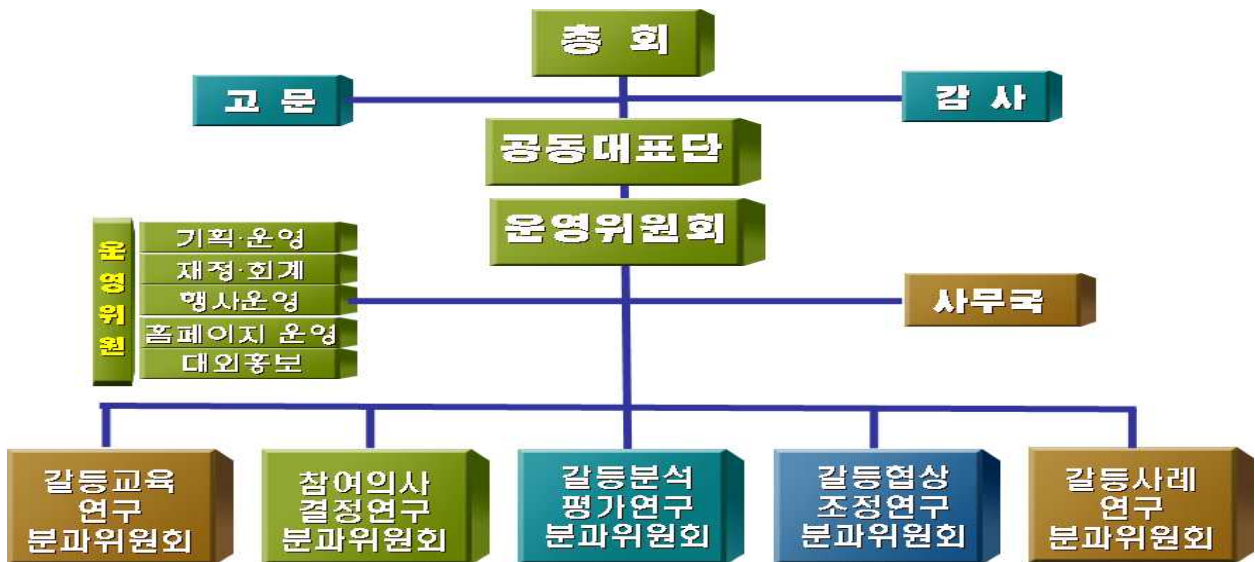 총 회
고 문
감 사
공동대표단
운영위원회
운영위원
기획·운영
재정·회계
행사운영
홈페이지 운영
대외홍보
사무국
갈등교육
연구
분과위원회
참여의사
결정연구
분과위원회
갈등분석
평가연구
분과위원회
갈등협상
조정연구
분과위원회
갈등사례
연구
분과위원회